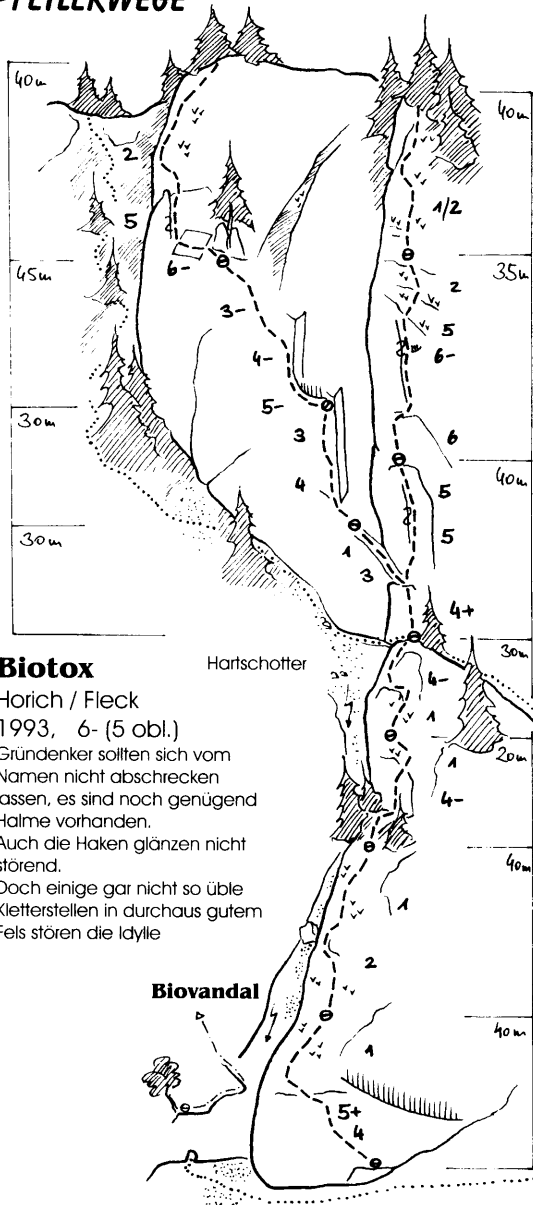 PFEILERWEGE
40m
40m
2
1/2
5
45m
6-
35m
3-
2
5
4-
6-
5-
30m
3
6
40m
4
5
30m
1
5
3
4+
30m
Biotox
Hartschotter
Horich / Fleck
1993, 6- (5 obl.)
Gründenker sollten sich vom
Namen nicht abschrecken
lassen, es sind noch genügend
Halme vorhanden.
Auch die Haken glänzen nicht
störend.
Doch einige gar nicht so üble
Kletterstellen in durchaus gutem
Fels stören die Idylle
4-
1
20m
1
4-
40m
1
2
Biovandal
40m
1
5+
4